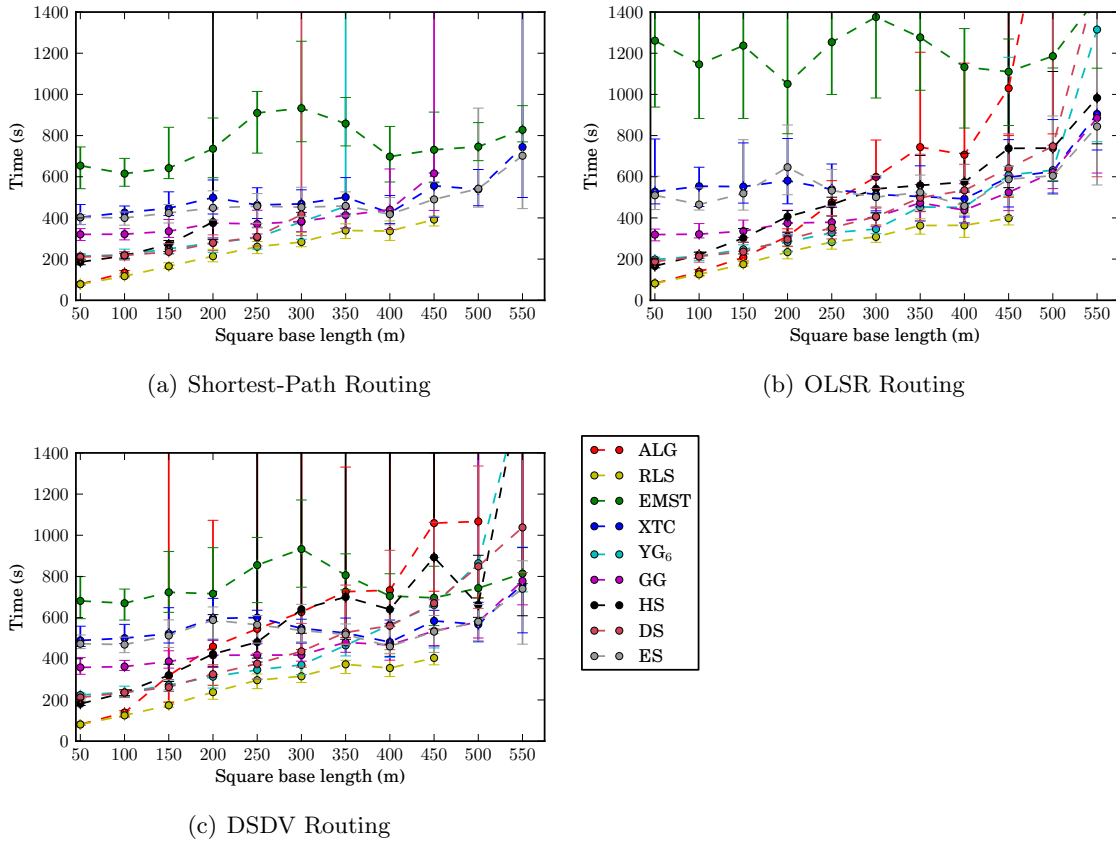 1400
1200
1000
800
600
400
200
0
Time (s)
50 100 150 200 250 300 350 400 450 500 550
Square base length (m)
(a) Shortest-Path Routing
1400
1200
1000
800
600
400
200
0
Time (s)
50 100 150 200 250 300 350 400 450 500 550
Square base length (m)
(b) OLSR Routing
1400
1200
1000
800
600
400
200
0
Time (s)
50 100 150 200 250 300 350 400 450 500 550
Square base length (m)
(c) DSDV Routing
ALG
RLS
EMST
XTC
YG₆
GG
HS
DS
ES